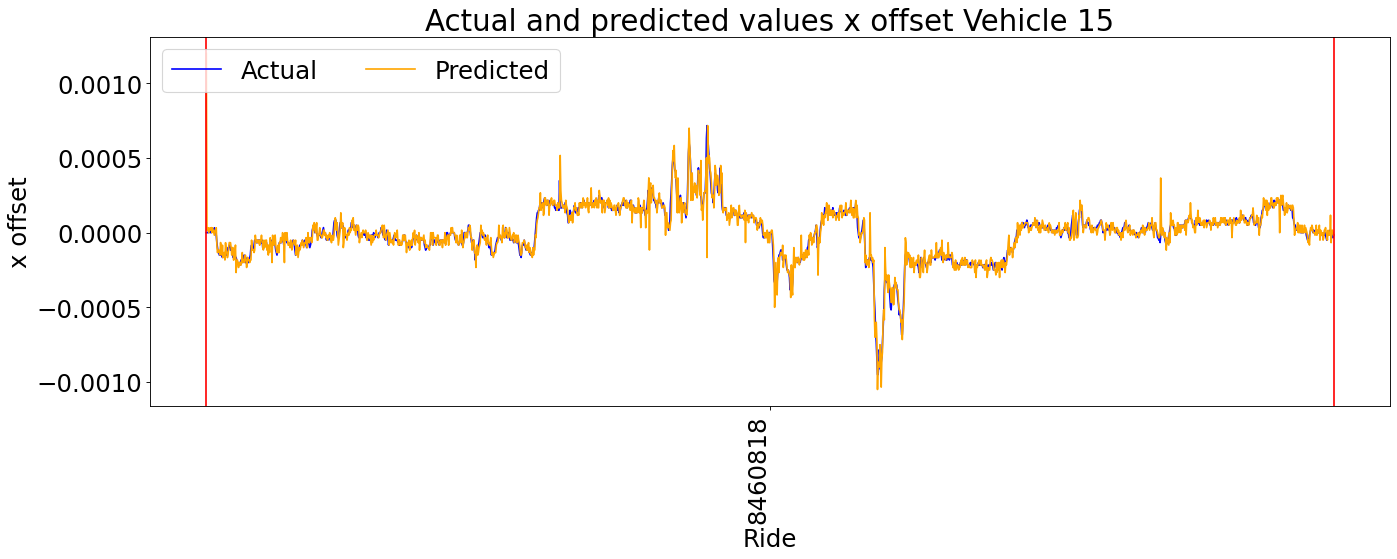 Actual and predicted values x offset Vehicle 15
Actual Predicted
0.0010
0.0005
0.0000
−0.0005
−0.0010
x offset
8460818
Ride